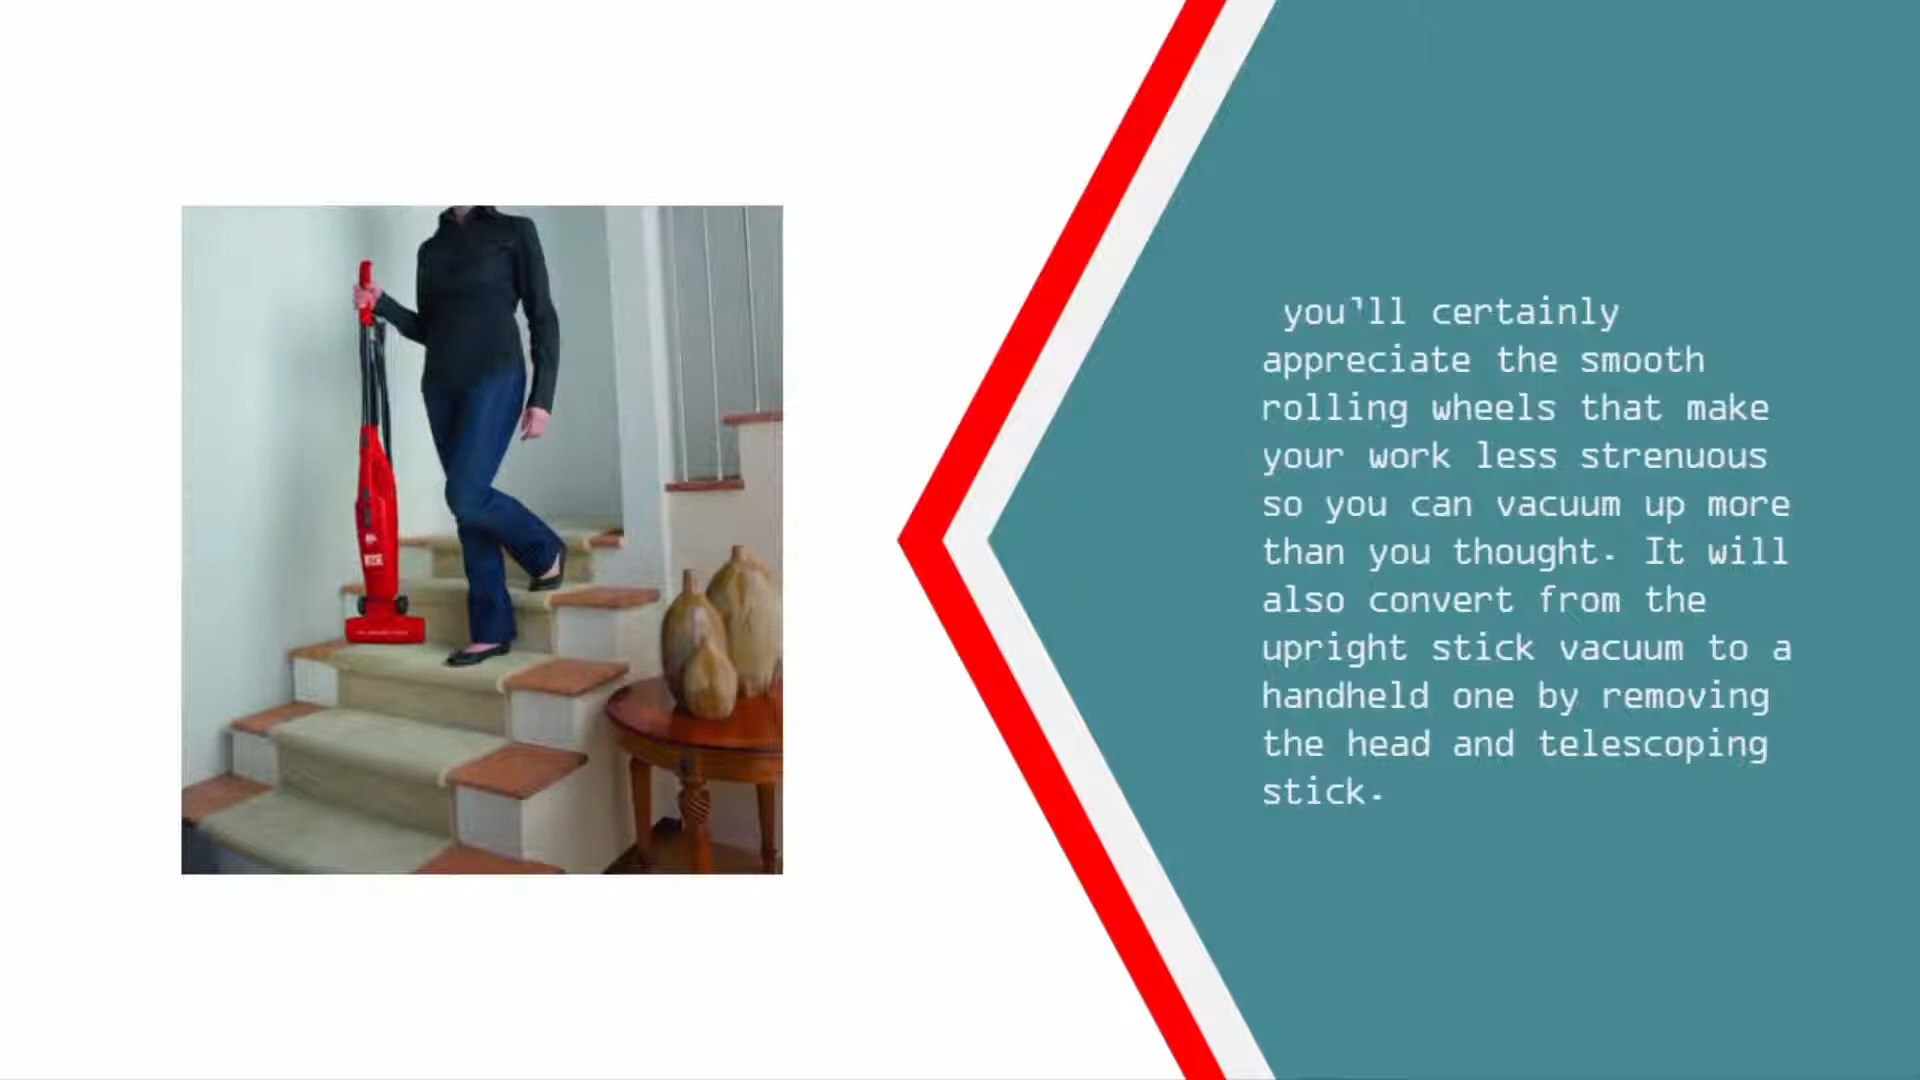 you'll certainly
appreciate the smooth
rolling wheels that make
your work less strenuous
so you can vacuum up more
than you thought. It will
also convert from the
upright stick vacuum to a
handheld one by removing
the head and telescoping
stick.